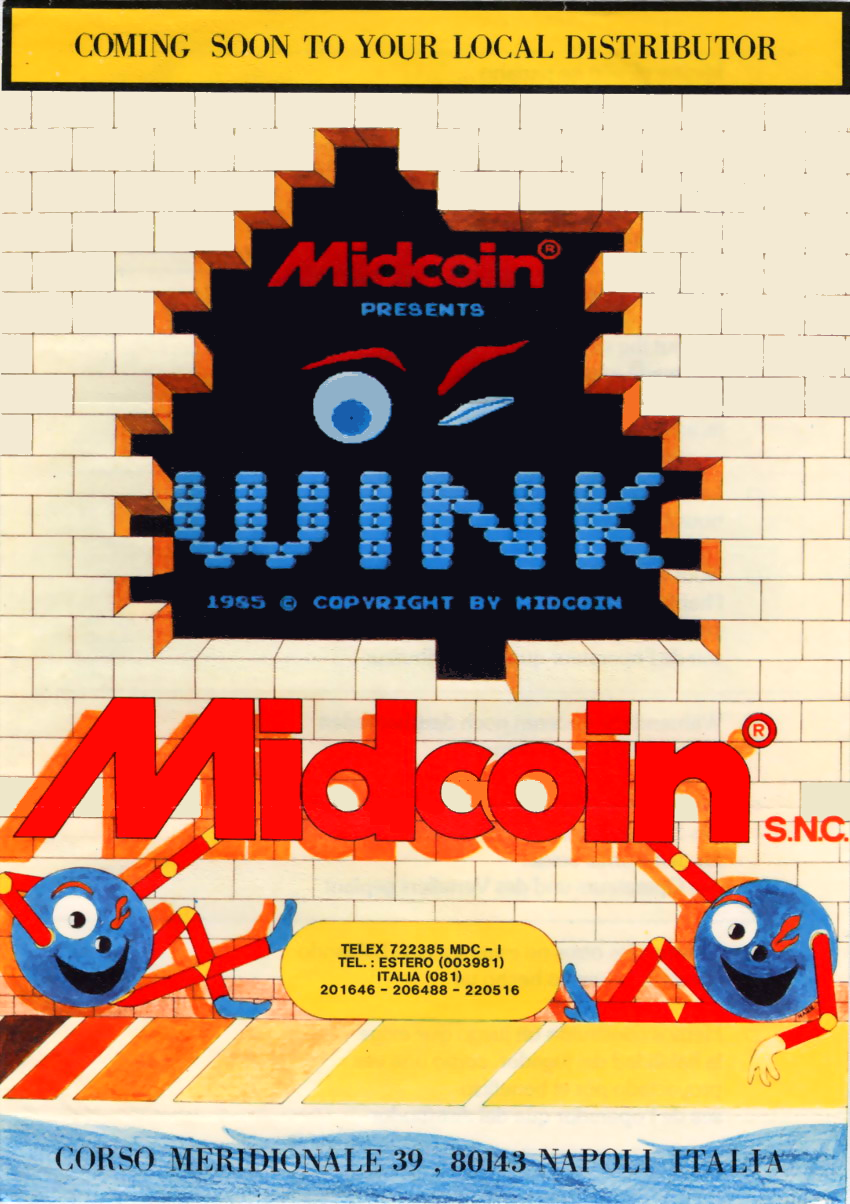 COMING SOON TO YOUR LOCAL DISTRIBUTOR
Midcoin®
PRESENTS
WINK
1985 © COPYRIGHT BY MIDCOIN
Midcoin®
S.N.C.
TELEX 722385 MDC - I
TEL. : ESTERO (003981)
ITALIA (081)
201646 - 206488 - 220516
CORSO MERIDIONALE 39 , 80143 NAPOLI ITALIA